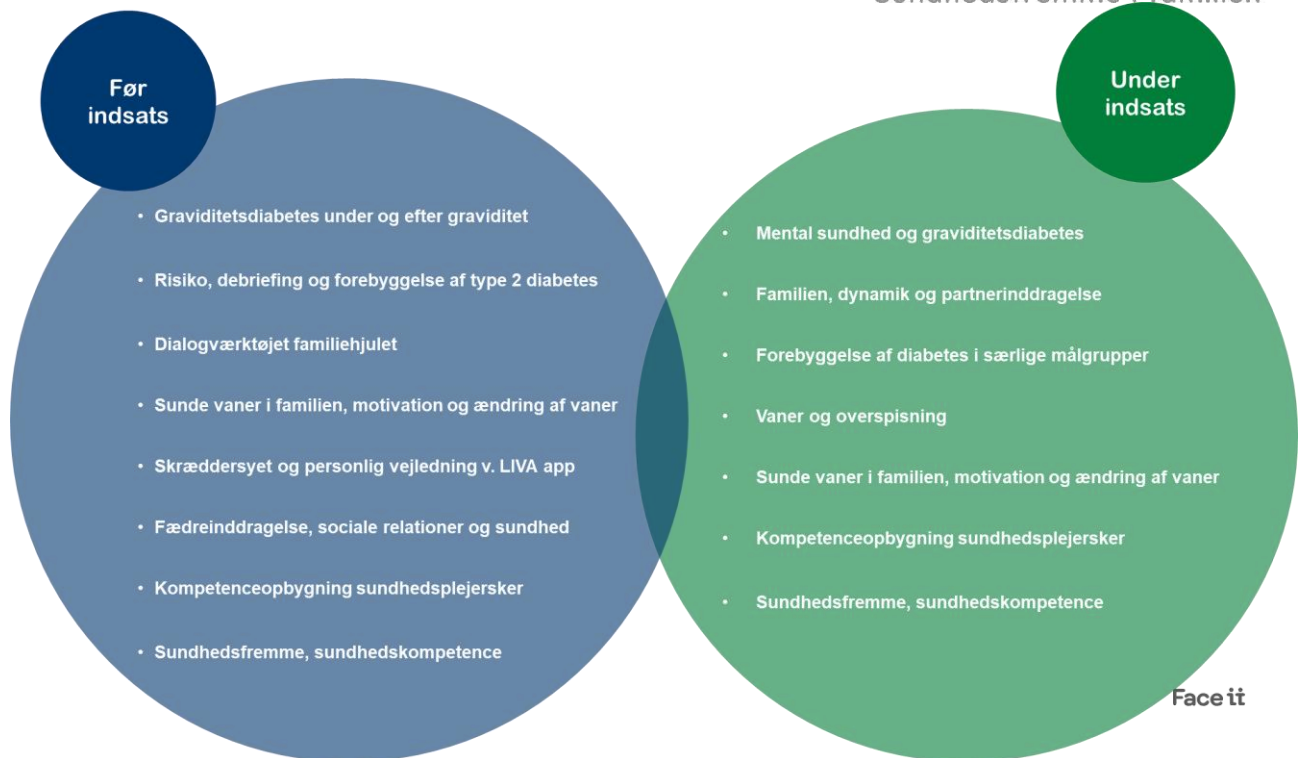 Sundhedsfremme i familien
Før
indsats
Under
indsats
• Graviditetsdiabetes under og efter graviditet
• Risiko, debriefing og forebyggelse af type 2 diabetes
• Dialogværktøjet familiehjulet
• Sunde vaner i familien, motivation og ændring af vaner
• Skræddersyet og personlig vejledning v. LIVA app
• Fædreinddragelse, sociale relationer og sundhed
• Kompetenceopbygning sundhedsplejersker
• Sundhedsfremme, sundhedskompetence
• Mental sundhed og graviditetsdiabetes
• Familien, dynamik og partnerinddragelse
• Forebyggelse af diabetes i særlige målgrupper
• Vaner og overspisning
• Sunde vaner i familien, motivation og ændring af vaner
• Kompetenceopbygning sundhedsplejersker
• Sundhedsfremme, sundhedskompetence
Face it